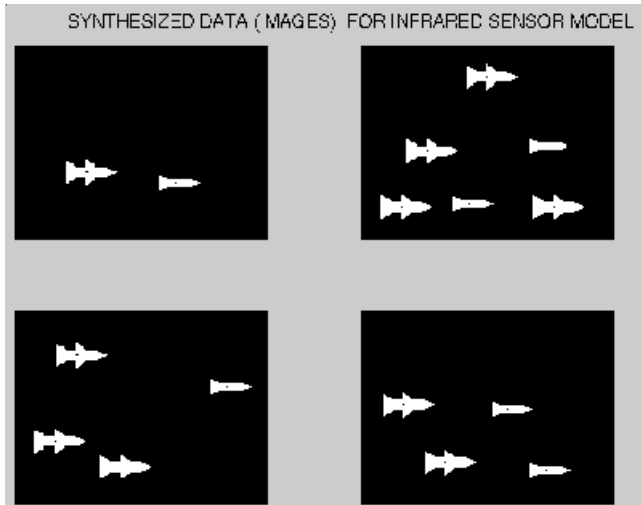 SYNTHESIZED DATA ( MAGES) FOR INFRARED SENSOR MODEL